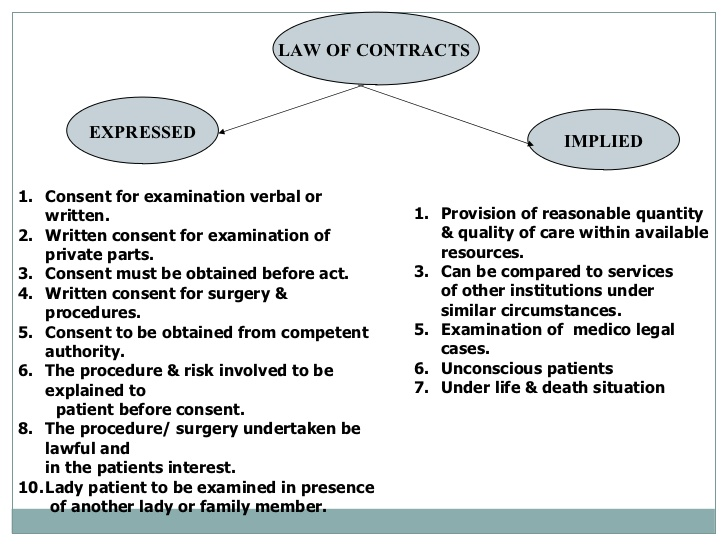 LAW OF CONTRACTS
EXPRESSED
IMPLIED
1. Consent for examination verbal or
written.
2. Written consent for examination of
private parts.
3. Consent must be obtained before act.
4. Written consent for surgery &
procedures.
5. Consent to be obtained from competent
authority.
6. The procedure & risk involved to be
explained to
patient before consent.
8. The procedure/ surgery undertaken be
lawful and
in the patients interest.
10.Lady patient to be examined in presence
of another lady or family member.
1. Provision of reasonable quantity
& quality of care within available
resources.
3. Can be compared to services
of other institutions under
similar circumstances.
5. Examination of medico legal
cases.
6. Unconscious patients
7. Under life & death situation